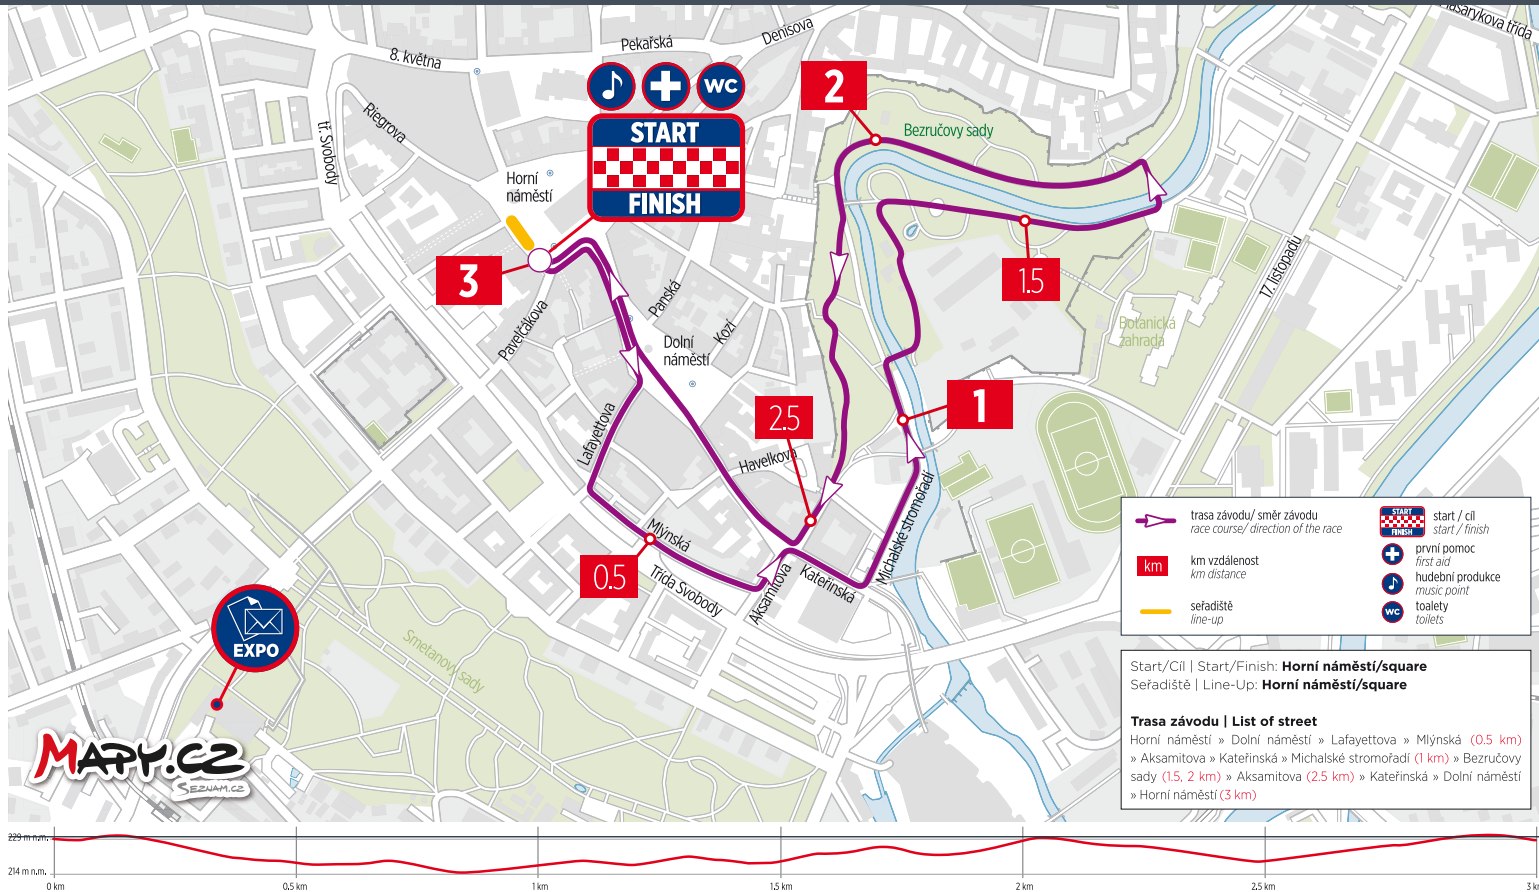 Masarykova třída
Denisova
Pekařská
8. května
Riegrova
tř. Svobody
WC
START
FINISH
Horní
náměstí
2
Bezručovy sady
3
1.5
17. listopadu
Pavelčákova
Panská
Kozí
Dolní
náměstí
Botanická
zahrada
Lafayettova
2.5
1
Havelkova
Mlýnská
0.5
Třída Svobody
Aksamitova
Kateřinská
Michalské stromořadí
EXPO
Smetanovy sady
MAPY.CZ
SEZNAM.CZ
trasa závodu/ směr závodu
race course/ direction of the race
km
km vzdálenost
km distance
seřadiště
line-up
START
FINISH
start / cíl
start / finish
první pomoc
first aid
hudební produkce
music point
WC
toalety
toilets
Start/Cíl | Start/Finish: Horní náměstí/square
Seřadiště | Line-Up: Horní náměstí/square
Trasa závodu | List of street
Horní náměstí » Dolní náměstí » Lafayettova » Mlýnská (0.5 km)
» Aksamitova » Kateřinská » Michalské stromořadí (1 km) » Bezručovy
sady (1.5, 2 km) » Aksamitova (2.5 km) » Kateřinská » Dolní náměstí
» Horní náměstí (3 km)
229 m n.m.
214 m n.m.
0 km
0.5 km
1 km
1.5 km
2 km
2.5 km
3 km